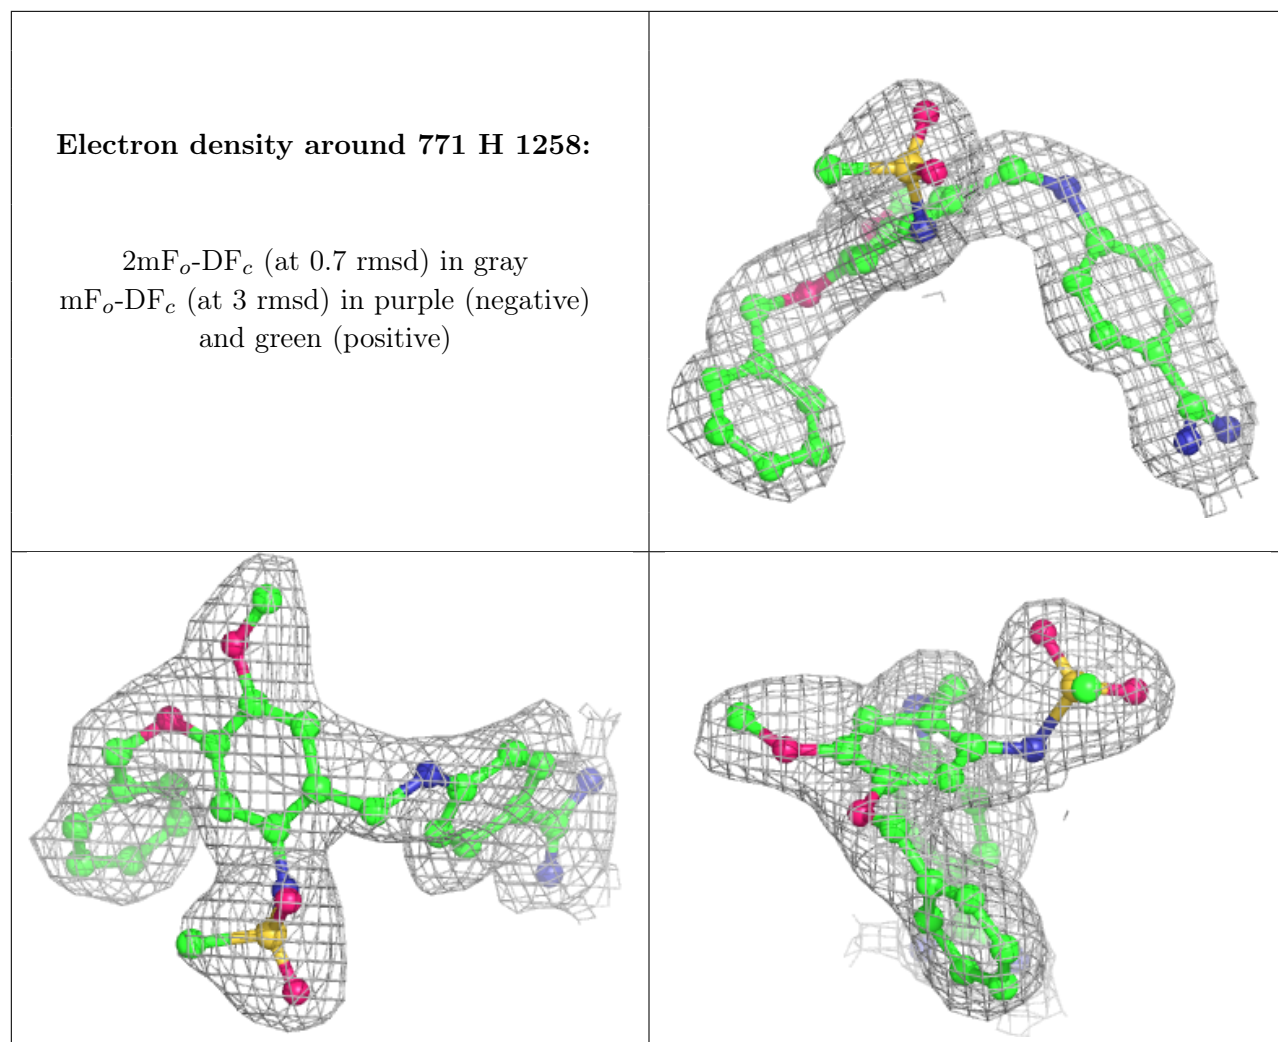 Electron density around 771 H 1258:
2mFo-DFc (at 0.7 rmsd) in gray
mFo-DFc (at 3 rmsd) in purple (negative)
and green (positive)